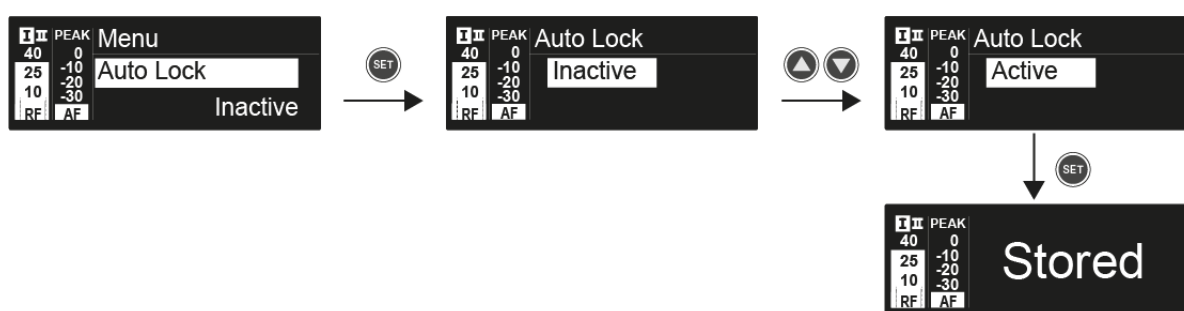 I II PEAK Menu
40 0
25 -10 Auto Lock
-20
10 -30 Inactive
RF AF
SET
I II PEAK Auto Lock
40 0
25 -10 Inactive
-20
10 -30
RF AF
I II PEAK Auto Lock
40 0
25 -10 Active
-20
10 -30
RF AF
SET
I II PEAK
40 0
25 -10 Stored
-20
10 -30
RF AF